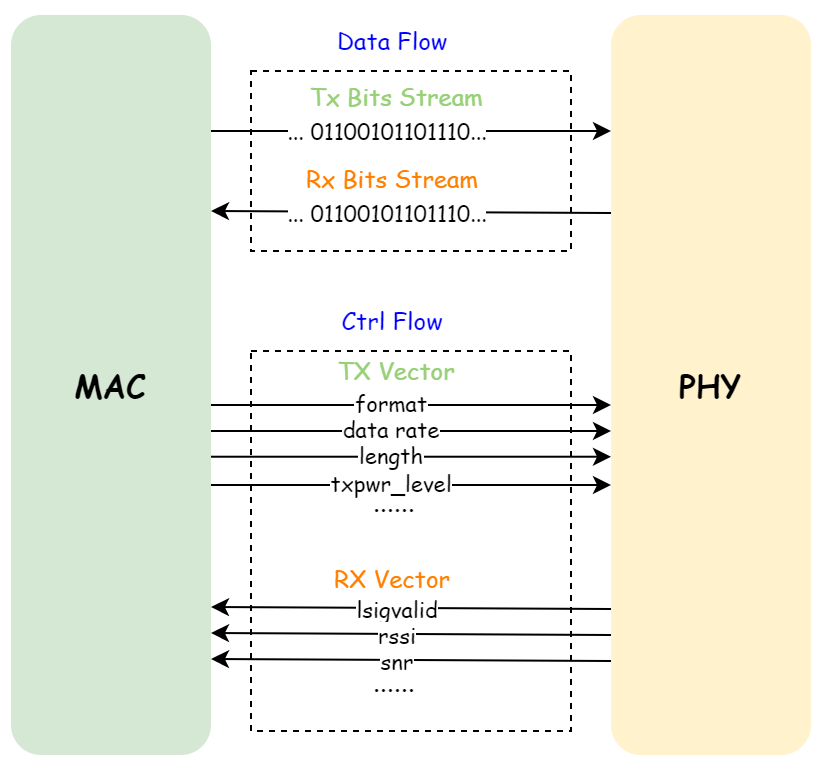 Data Flow
Tx Bits Stream
... 01100101101110...
Rx Bits Stream
... 01100101101110...
Ctrl Flow
MAC
PHY
TX Vector
format
data rate
length
txpwr_level
......
RX Vector
lsiqvalid
rssi
snr
......